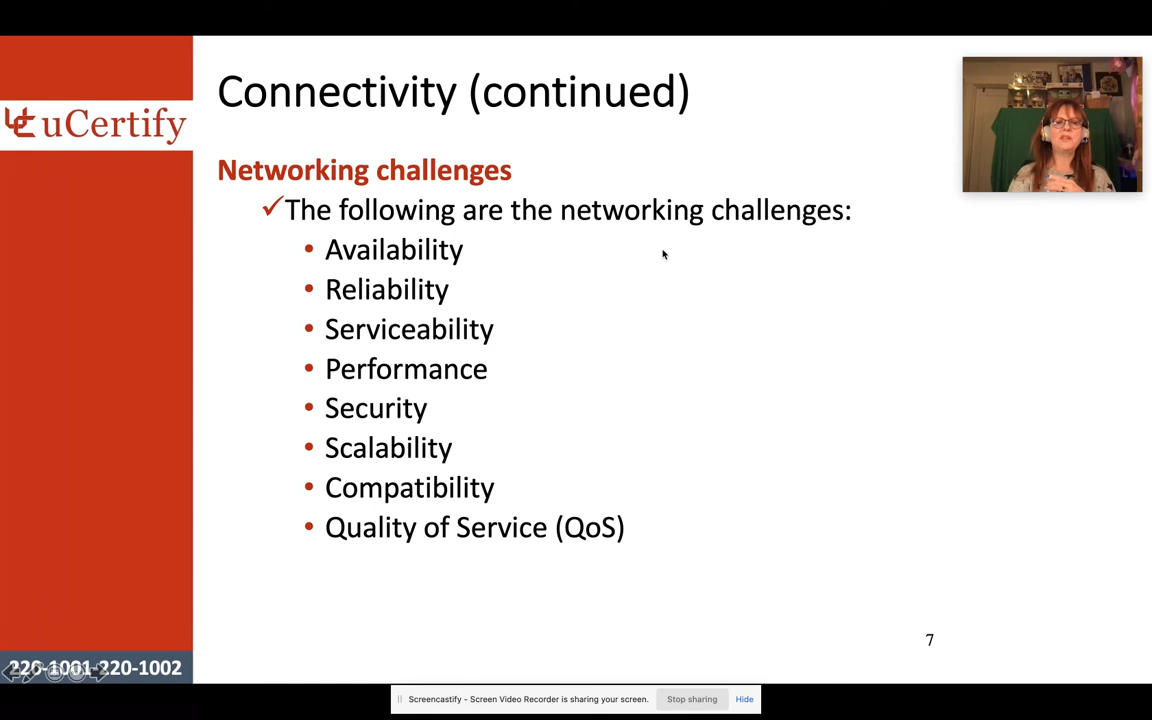 Connectivity (continued)
uCertify
Networking challenges
✓The following are the networking challenges:
• Availability
• Reliability
• Serviceability
• Performance
• Security
• Scalability
• Compatibility
• Quality of Service (QoS)
7
220-1001-220-1002
Screencastify - Screen Video Recorder is sharing your screen.
Stop sharing
Hide